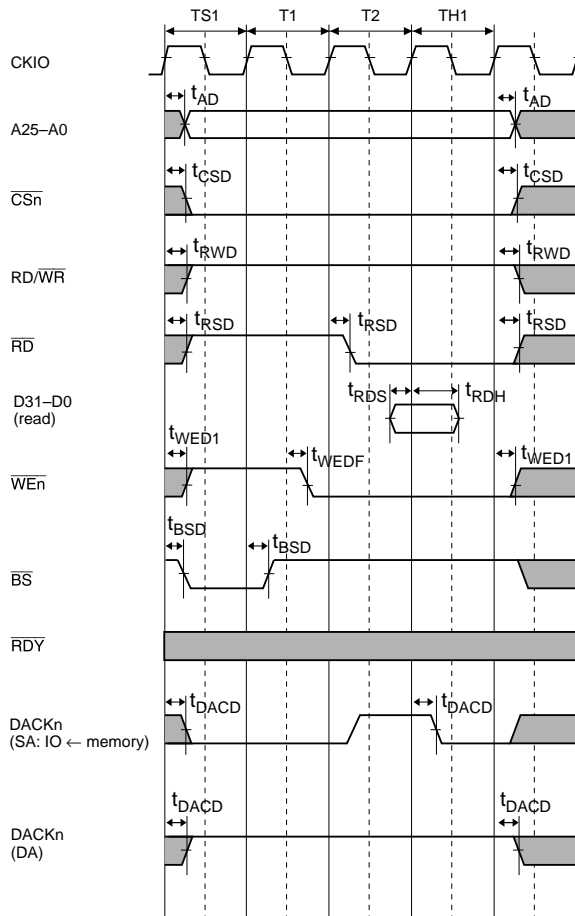 TS1 T1 T2 TH1
CKIO
tAD tAD
A25–A0
tCSD tCSD
CSn
tRWD tRWD
RD/WR
tRSD tRSD tRSD
RD
D31–D0
(read)
tRDS tRDH
tWED1 tWEDF tWED1
WEn
tBSD tBSD
BS
RDY
tDACD tDACD
DACKn
(SA: IO ← memory)
tDACD tDACD
DACKn
(DA)